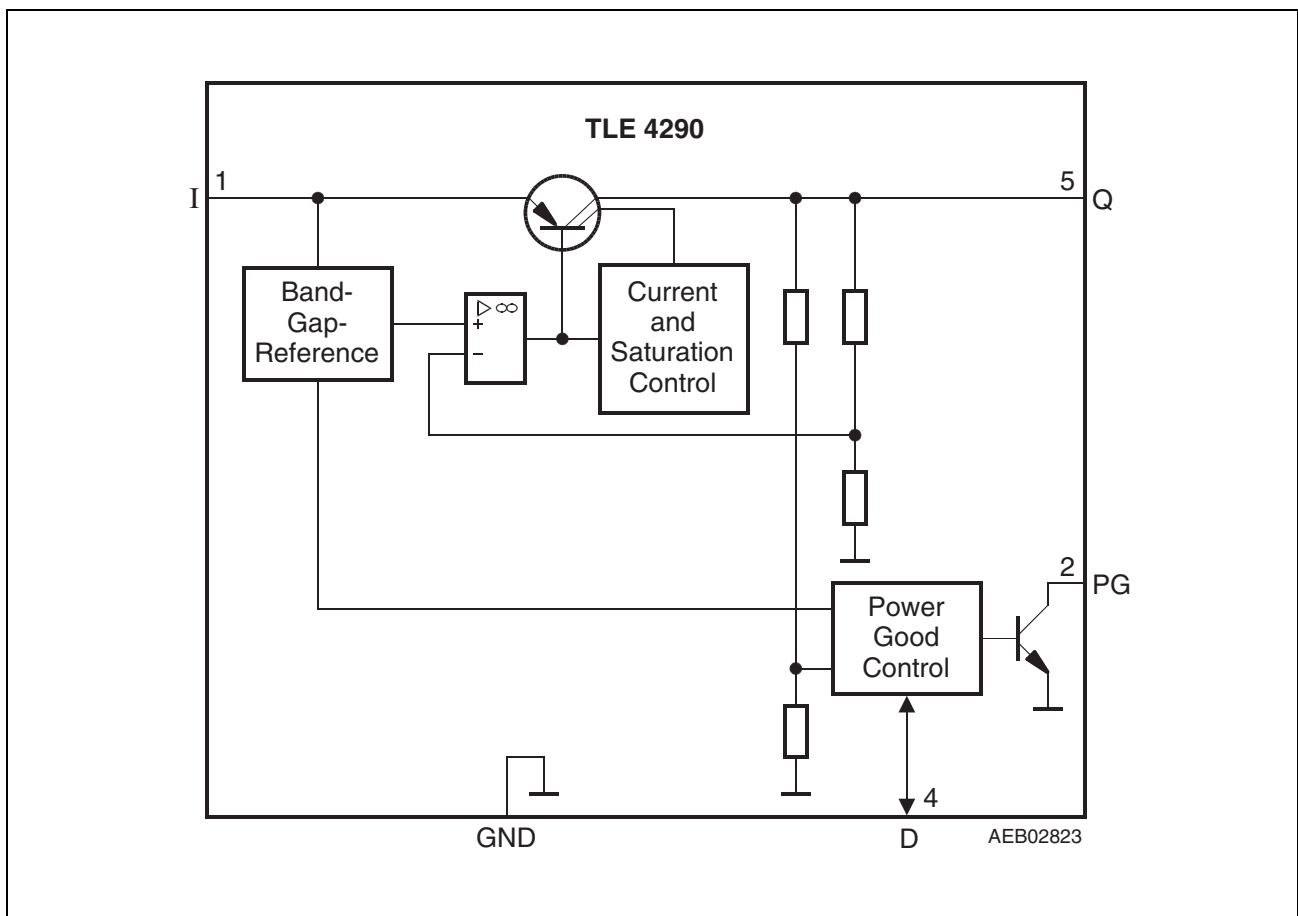 TLE 4290
I
1
5
Q
Band-
Gap-
Reference
∞
+
−
Current
and
Saturation
Control
2
PG
Power
Good
Control
4
GND
D
AEB02823